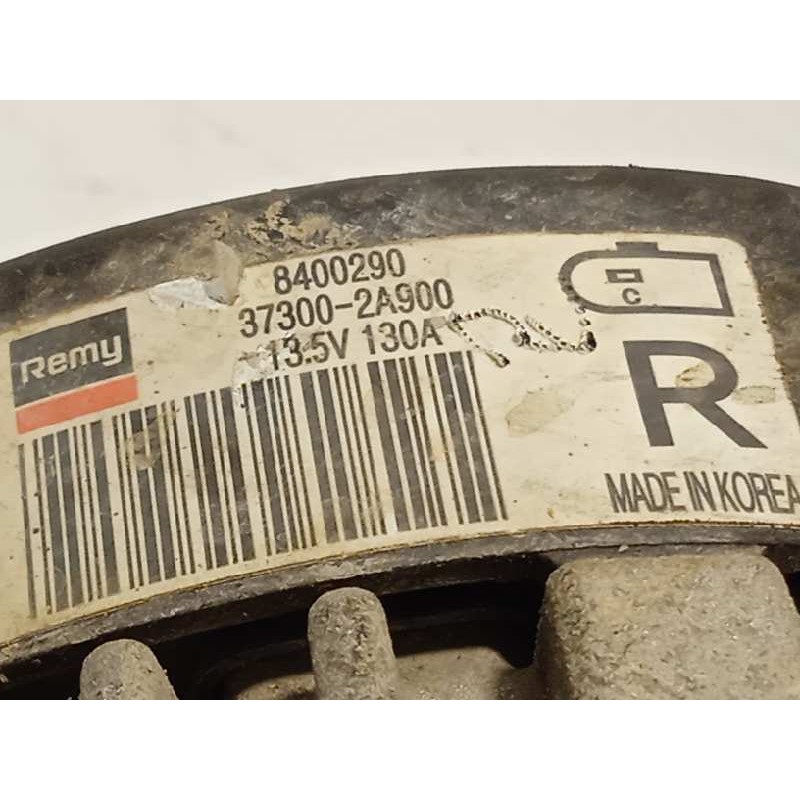 Remy
8400290
37300-2A900
13.5V 130A
C
R
MADE IN KOREA